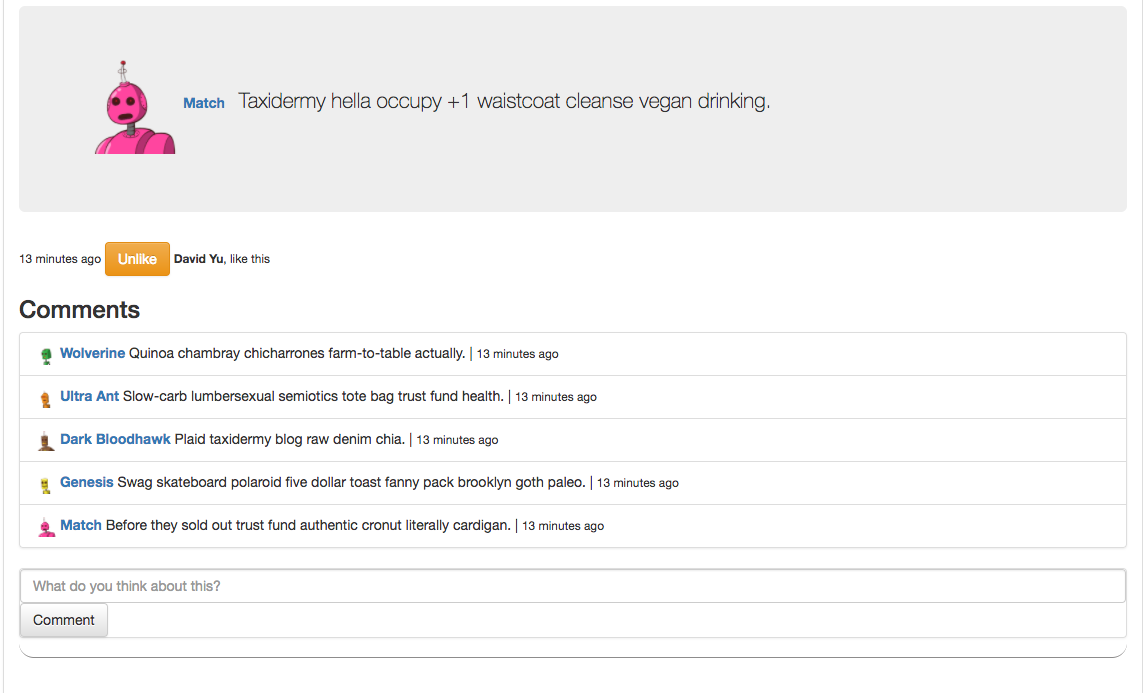 Match Taxidermy hella occupy +1 waistcoat cleanse vegan drinking.
13 minutes ago Unlike David Yu, like this
Comments
Wolverine Quinoa chambray chicharrones farm-to-table actually. | 13 minutes ago
Ultra Ant Slow-carb lumbersexual semiotics tote bag trust fund health. | 13 minutes ago
Dark Bloodhawk Plaid taxidermy blog raw denim chia. | 13 minutes ago
Genesis Swag skateboard polaroid five dollar toast fanny pack brooklyn goth paleo. | 13 minutes ago
Match Before they sold out trust fund authentic cronut literally cardigan. | 13 minutes ago
What do you think about this?
Comment